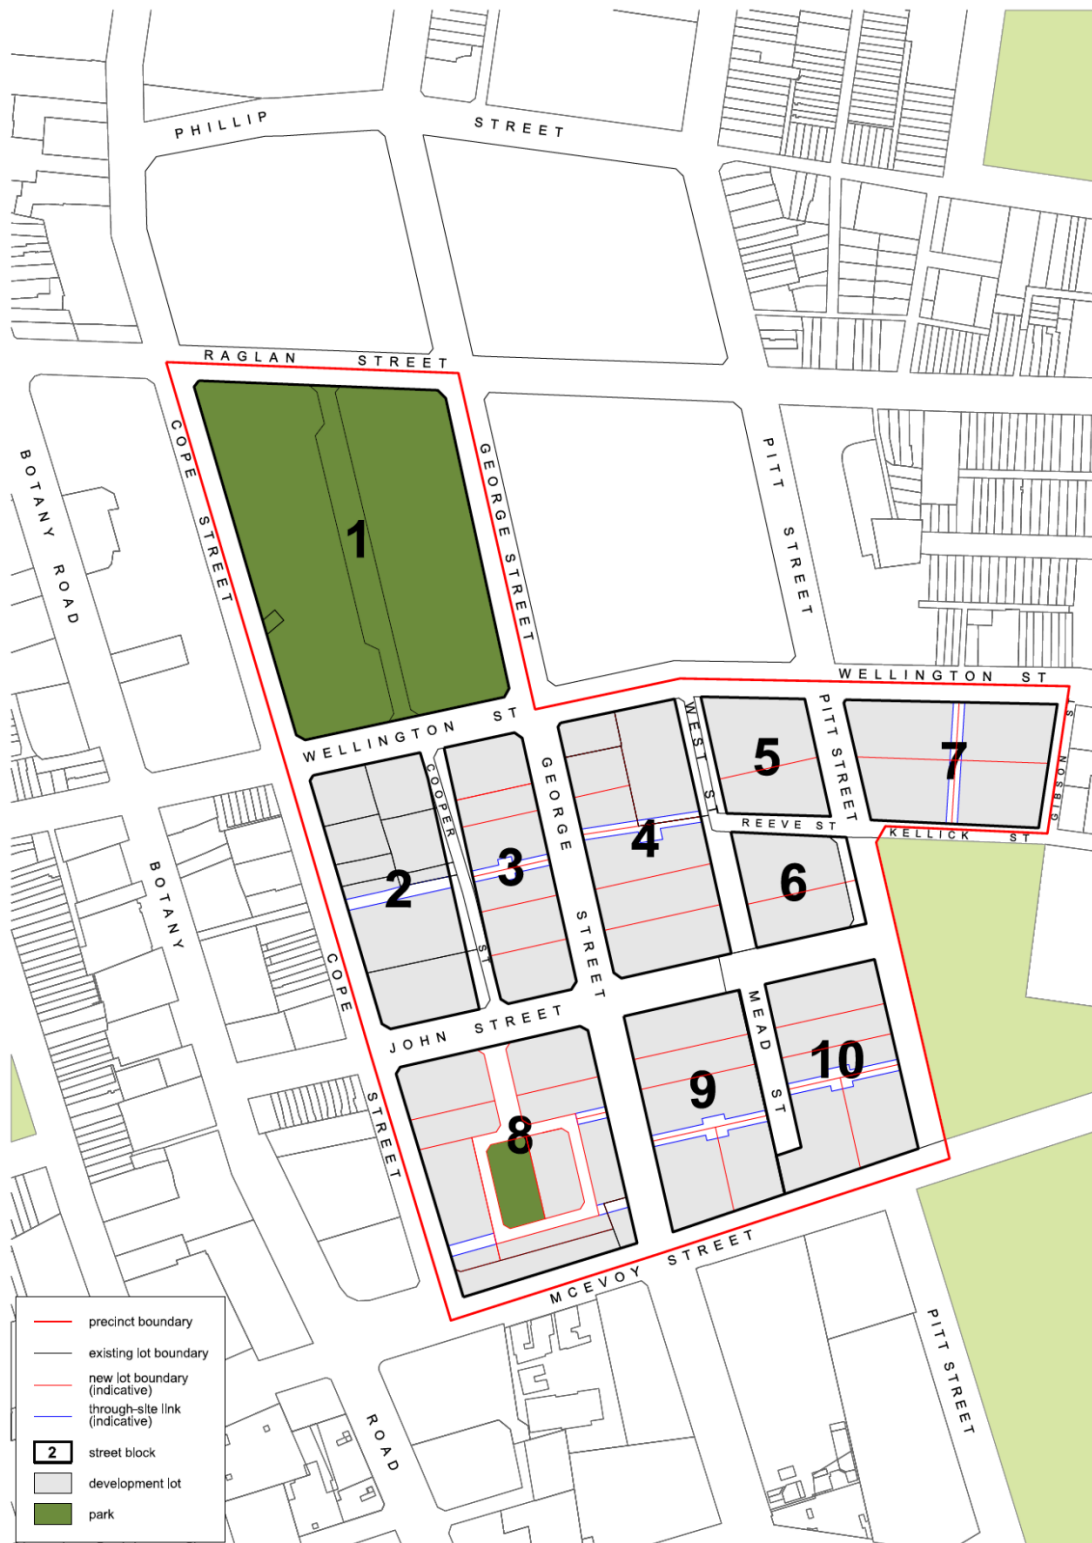 PHILLIP STREET
RAGLAN STREET
COPE STREET
GEORGE STREET
BOTANY ROAD
PITT STREET
1
WELLINGTON ST
WELLINGTON ST
WEST ST
PITT STREET
5
7
GIBSON ST
COOPER ST
GEORGE STREET
REEVE ST
KELLICK ST
4
3
2
6
BOTANY ROAD
COPE STREET
JOHN STREET
MEAD ST
8
9
10
MCEVOY STREET
PITT STREET
precinct boundary
existing lot boundary
new lot boundary
(indicative)
through-site link
(indicative)
2 street block
development lot
park